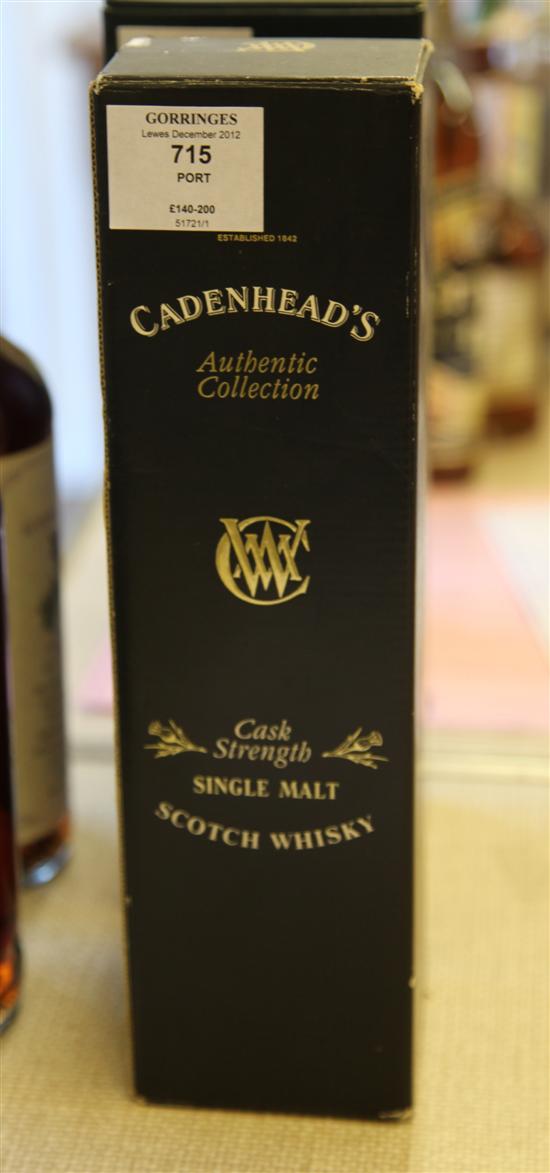 GORRINGES
Lewes December 2012
715
PORT
£140-200
51721/1
ESTABLISHED 1842
CADENHEAD'S
Authentic
Collection
WMC
Cask
Strength
SINGLE MALT
SCOTCH WHISKY